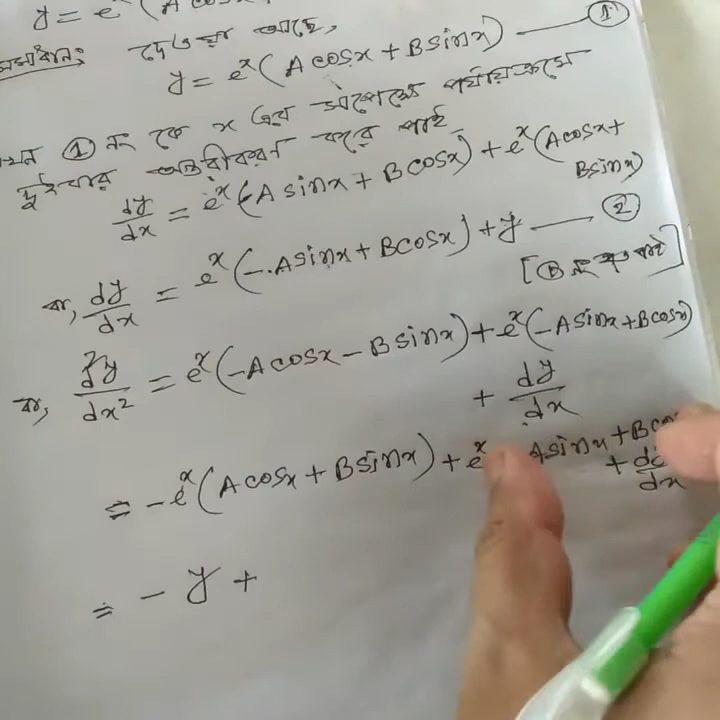 y = e^x (A cosx
সমাধান: দেওয়া আছে,
y = e^x (A cosx + B sinx) —— ①
① নং কে x এর সাপেক্ষে পর্যায়ক্রমে
দুইবার অন্তরীকরণ করে পাই
dy/dx = e^x (-A sinx + B cosx) + e^x (A cosx + B sinx)
বা, dy/dx = e^x (-A sinx + B cosx) + y —— ②
নং
বা, d²y/dx² = e^x (-A cosx - B sinx) + e^x (-A sinx + B cosx)
+ dy/dx
= -e^x (A cosx + B sinx) + e^x A sinx + B
+ dx
= - y +